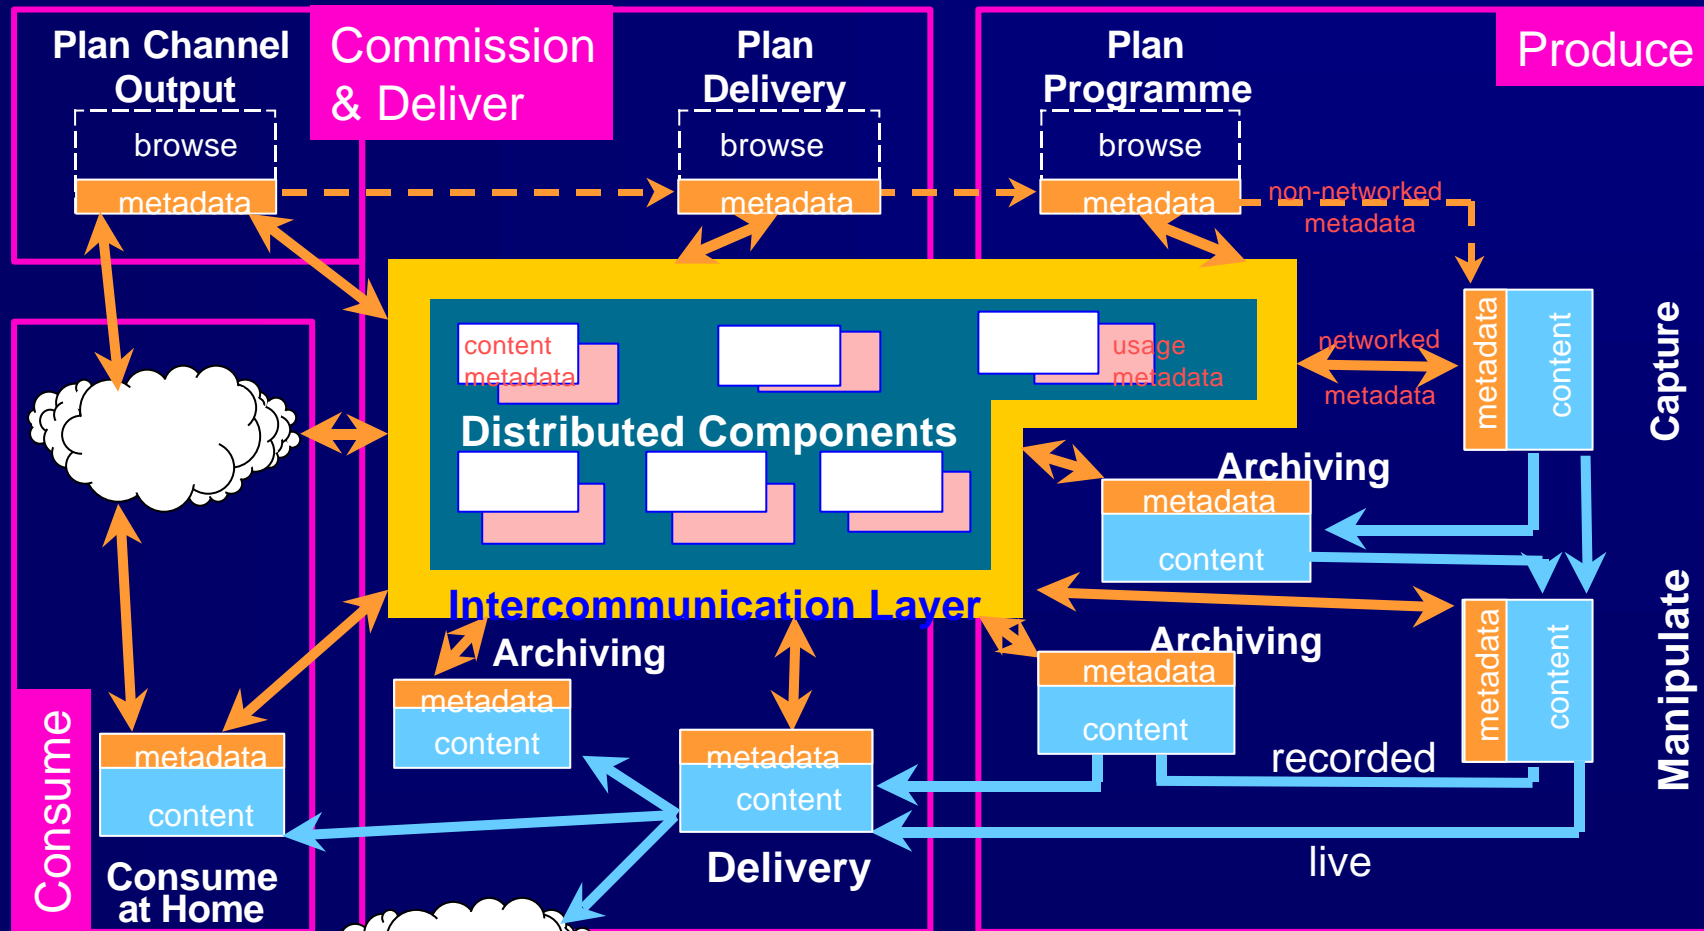 Plan Channel
Output
Commission
& Deliver
Plan
Delivery
Plan
Programme
Produce
browse
metadata
browse
metadata
browse
metadata
non-networked
metadata
content
metadata
usage
metadata
networked
metadata
metadata
content
Capture
Distributed Components
Archiving
metadata
content
Intercommunication Layer
Archiving
metadata
content
Archiving
metadata
content
metadata
content
Manipulate
recorded
metadata
content
Delivery
live
Consume
metadata
content
Consume
at Home